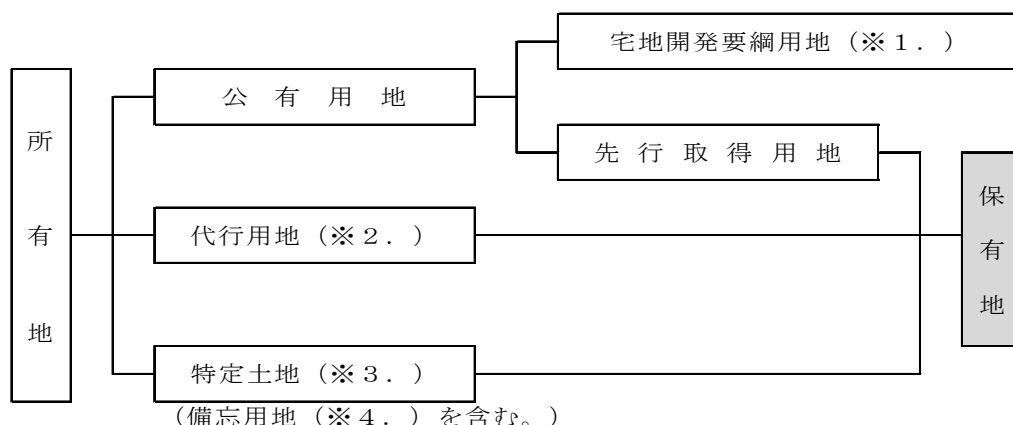 宅地開発要綱用地（※１．）
公有用地
先行取得用地
所有地
保有地
代行用地（※２．）
特定土地（※３．）
（備忘用地（※４．）を含む。）